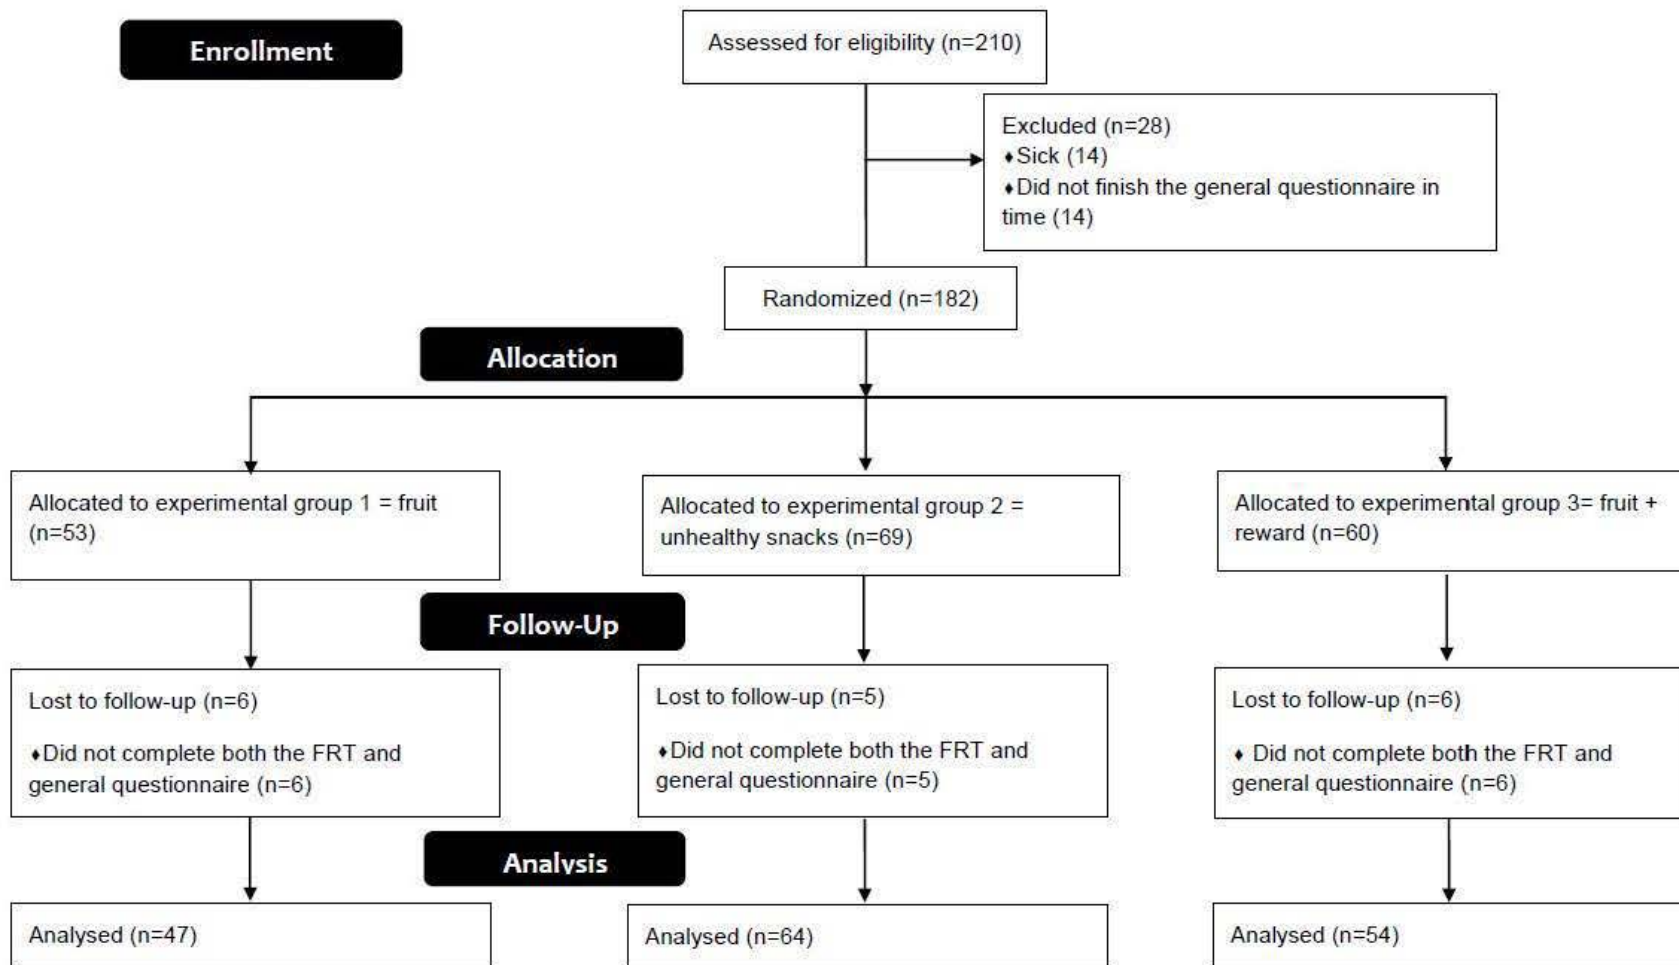 Enrollment
Assessed for eligibility (n=210)
Excluded (n=28)
♦Sick (14)
♦Did not finish the general questionnaire in
time (14)
Randomized (n=182)
Allocation
Allocated to experimental group 1 = fruit
(n=53)
Allocated to experimental group 2 =
unhealthy snacks (n=69)
Allocated to experimental group 3= fruit +
reward (n=60)
Follow-Up
Lost to follow-up (n=6)
♦Did not complete both the FRT and
general questionnaire (n=6)
Lost to follow-up (n=5)
♦Did not complete both the FRT and
general questionnaire (n=5)
Lost to follow-up (n=6)
♦ Did not complete both the FRT and
general questionnaire (n=6)
Analysis
Analysed (n=47)
Analysed (n=64)
Analysed (n=54)